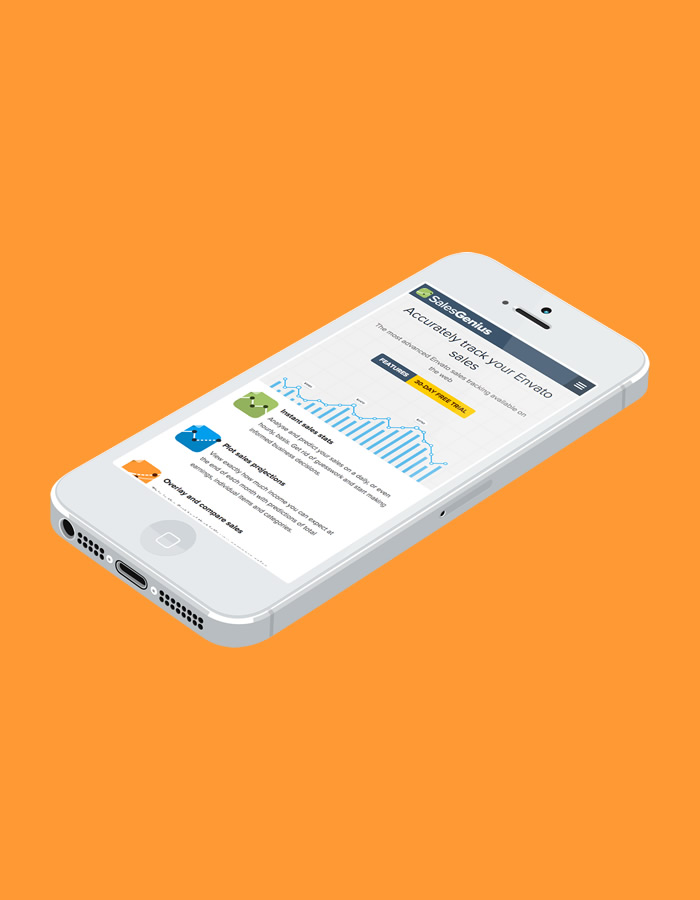 SalesGenius
Accurately track your Envato
sales
The most advanced Envato sales tracking available on
the web
FEATURES
30-DAY FREE TRIAL
Instant sales stats
Analyse and predict your sales on a daily, or even
hourly, basis. Get rid of guesswork and start making
informed business decisions.
Plot sales projections
View exactly how much income you can expect at
the end of each month with predictions of total
earnings, individual items and categories.
Overlay and compare sales